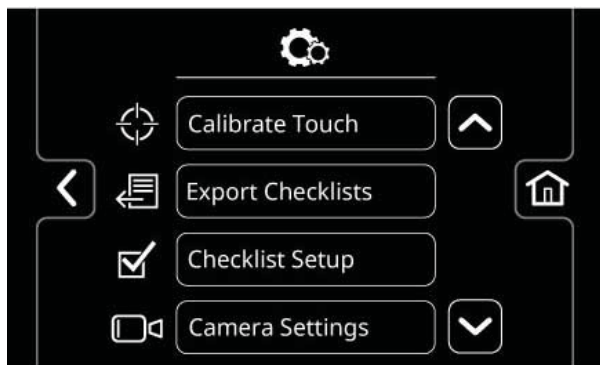 Calibrate Touch
Export Checklists
Checklist Setup
Camera Settings